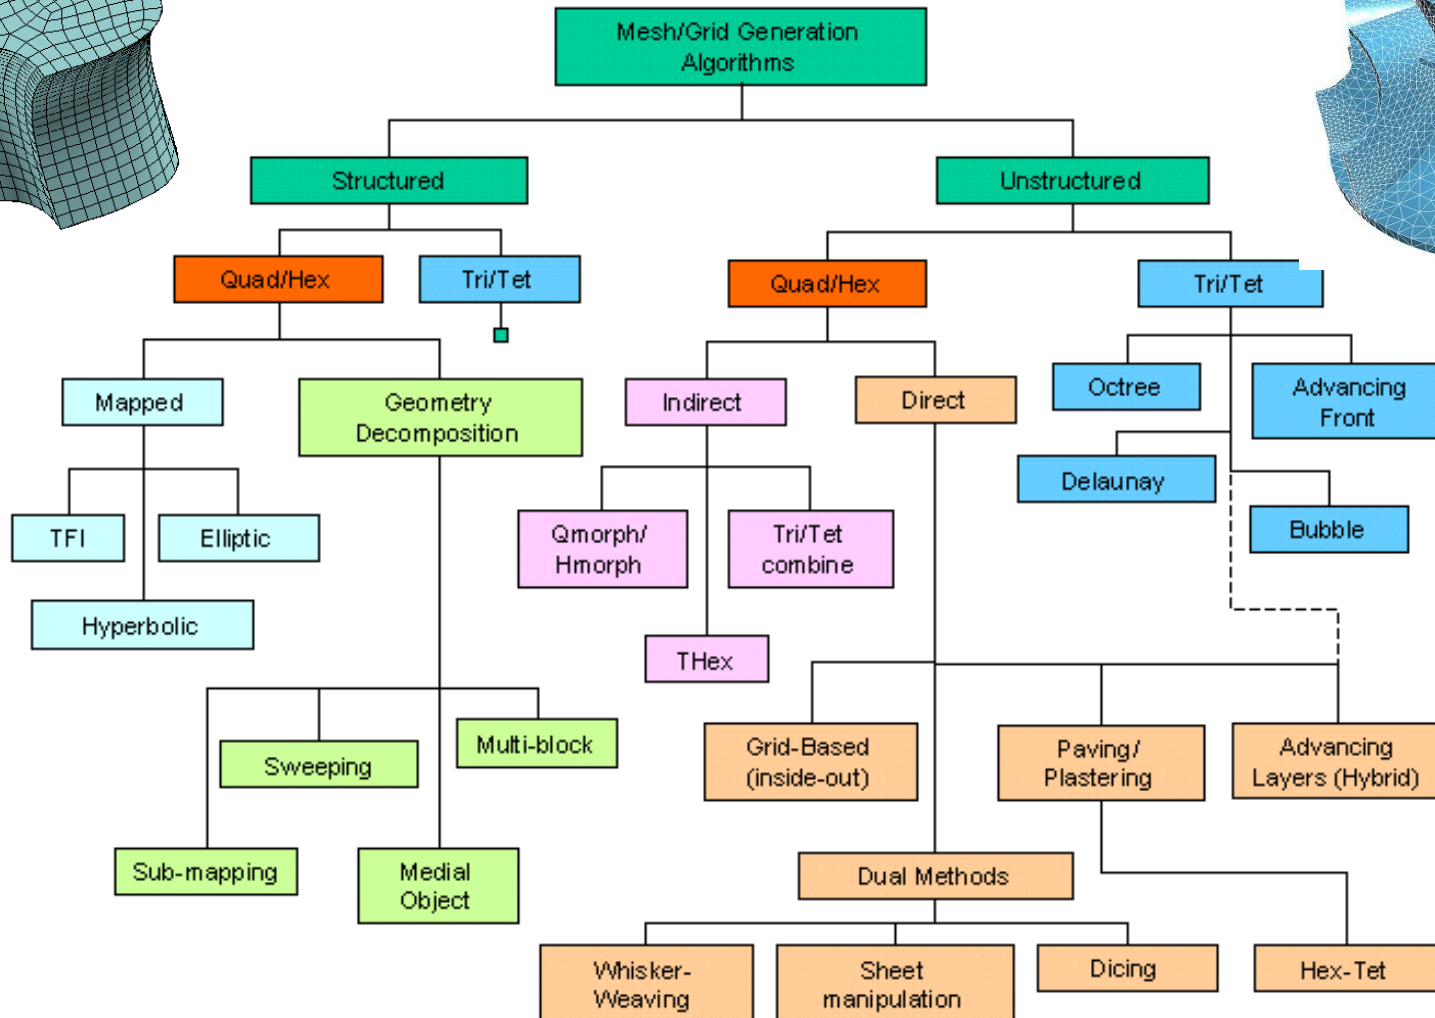 Mesh/Grid Generation
Algorithms
Structured
Unstructured
Quad/Hex
Tri/Tet
Quad/Hex
Tri/Tet
Mapped
Geometry
Decomposition
Indirect
Direct
Octree
Advancing
Front
Delaunay
TFI
Elliptic
Qmorph/
Hmorph
Tri/Tet
combine
Bubble
Hyperbolic
THex
Sweeping
Multi-block
Grid-Based
(inside-out)
Paving/
Plastering
Advancing
Layers (Hybrid)
Sub-mapping
Medial
Object
Dual Methods
Whisker-
Weaving
Sheet
manipulation
Dicing
Hex-Tet